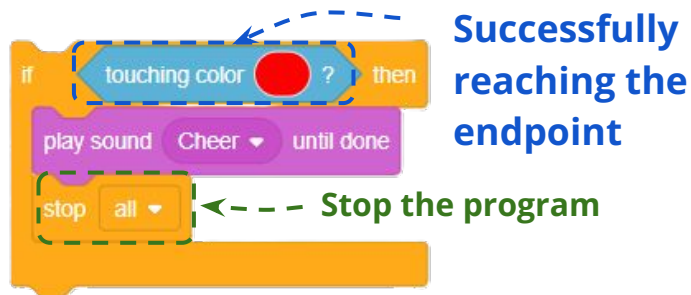 Successfully
reaching the
endpoint
if touching color ? then
play sound Cheer until done
stop all
Stop the program